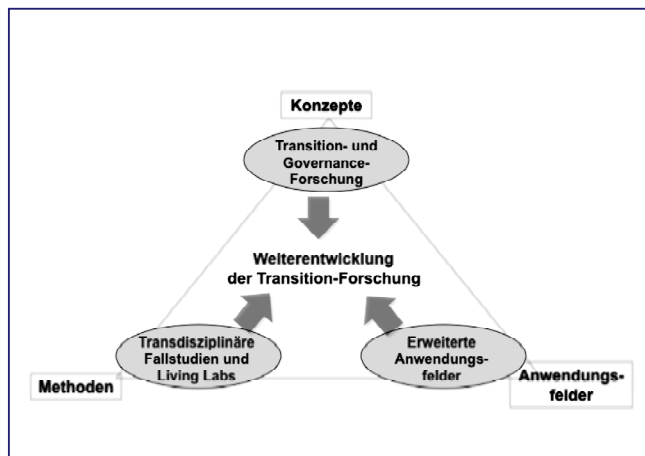 Konzepte
Transition- und
Governance-
Forschung
Weiterentwicklung
der Transition-Forschung
Transdisziplinäre
Fallstudien und
Living Labs
Erweiterte
Anwendungs-
felder
Methoden
Anwendungs-
felder